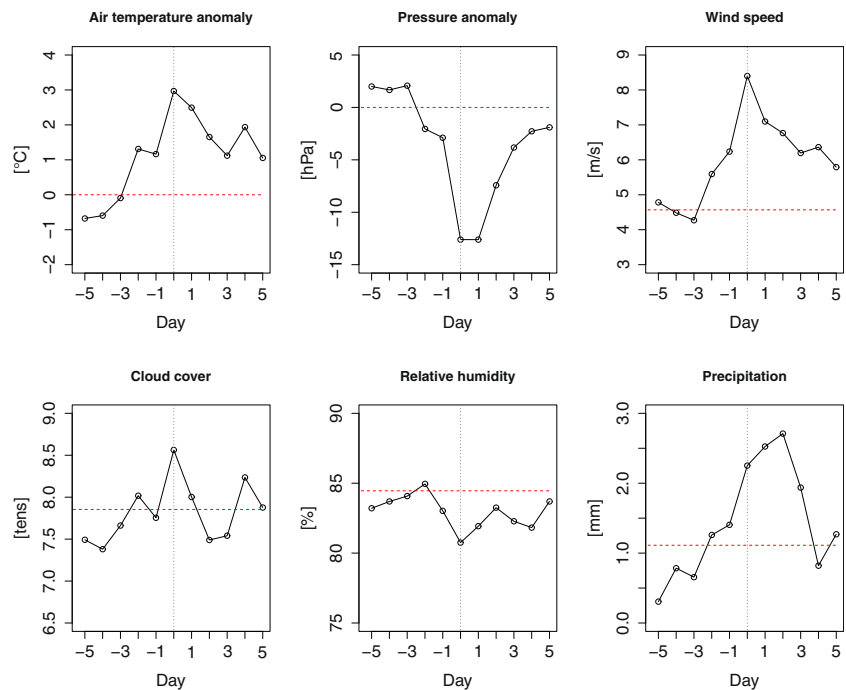 Air temperature anomaly
[°C]
4
3
2
1
0
−1
−2
−5 −3 −1 1 3 5
Day
Pressure anomaly
[hPa]
5
0
−5
−10
−15
−5 −3 −1 1 3 5
Day
Wind speed
[m/s]
9
8
7
6
5
4
3
−5 −3 −1 1 3 5
Day
Cloud cover
[tens]
9.0
8.5
8.0
7.5
7.0
6.5
−5 −3 −1 1 3 5
Day
Relative humidity
[%]
90
85
80
75
−5 −3 −1 1 3 5
Day
Precipitation
[mm]
3.0
2.0
1.0
0.0
−5 −3 −1 1 3 5
Day